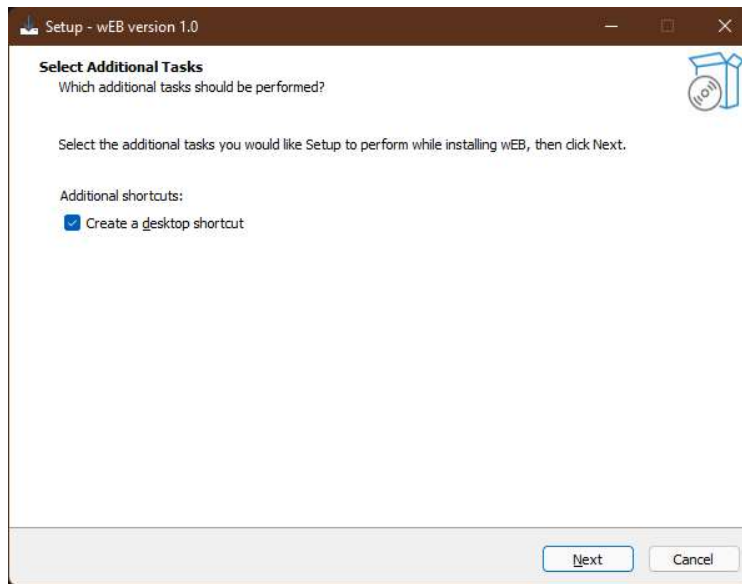 Setup - wEB version 1.0
Select Additional Tasks
Which additional tasks should be performed?
Select the additional tasks you would like Setup to perform while installing wEB, then click Next.
Additional shortcuts:
Create a desktop shortcut
Next
Cancel